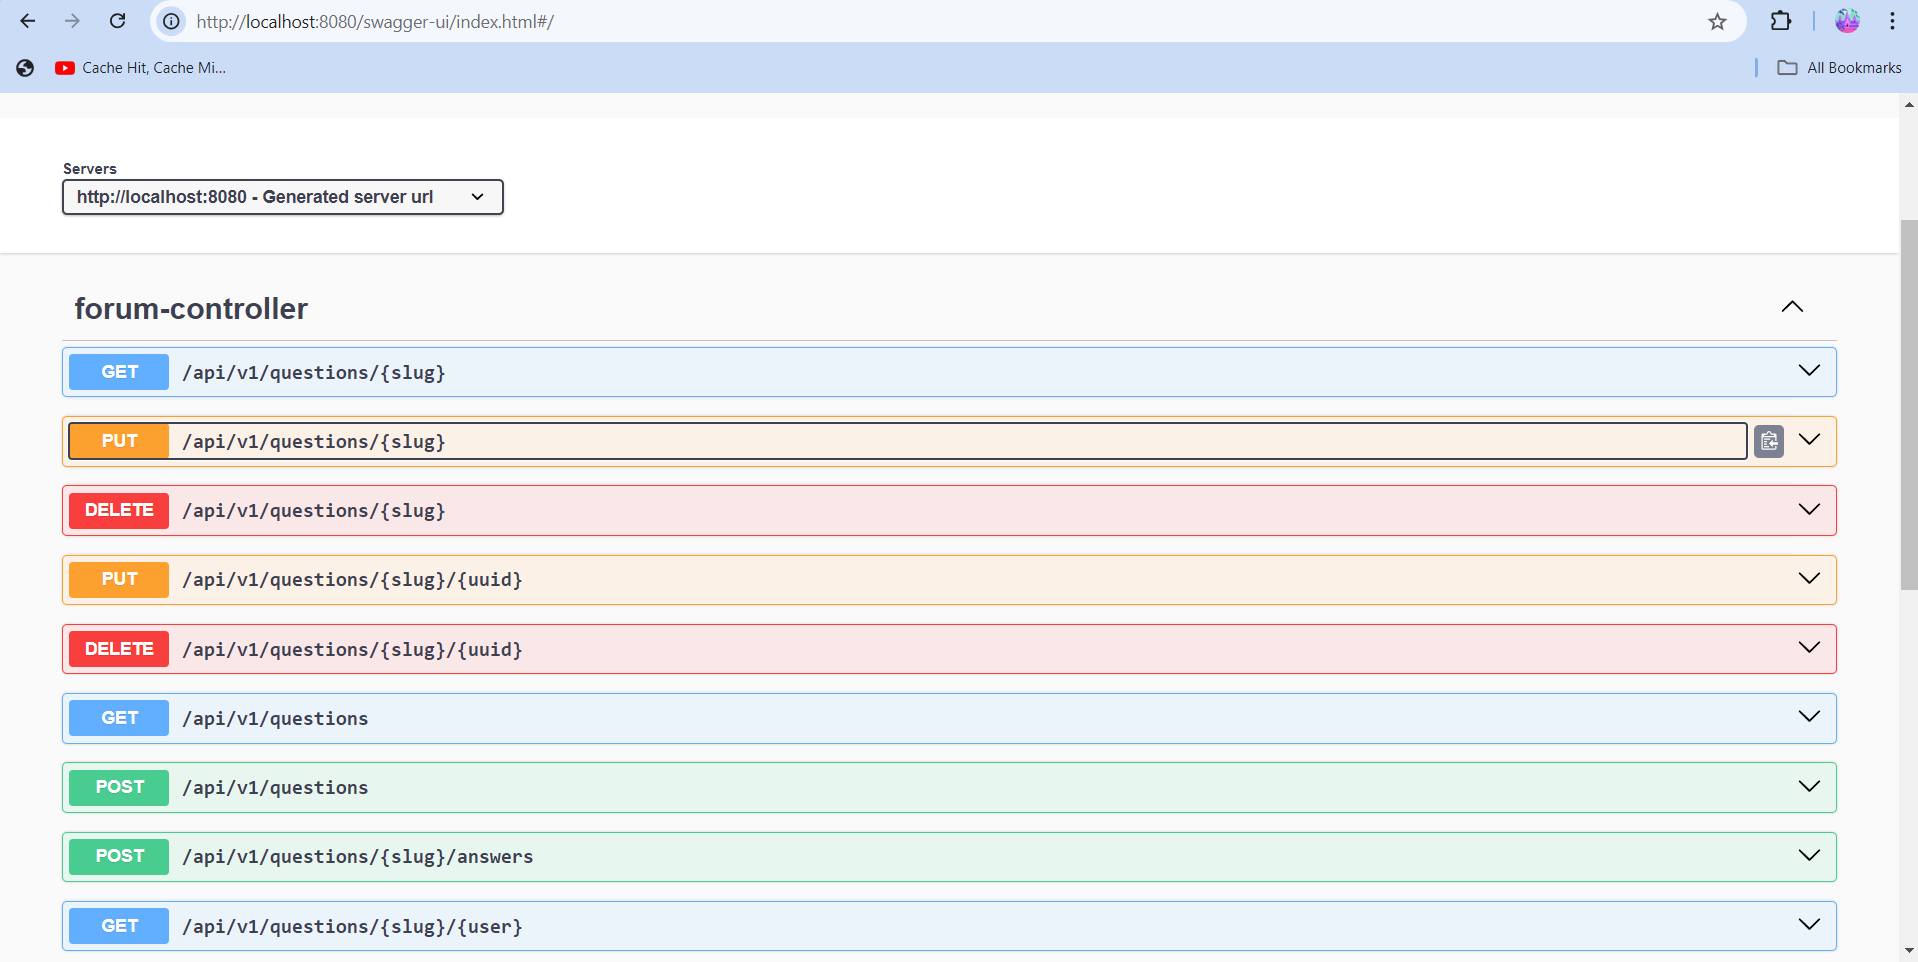 http://localhost:8080/swagger-ui/index.html#/
Cache Hit, Cache Mi...
All Bookmarks
Servers
http://localhost:8080 - Generated server url
forum-controller
GET /api/v1/questions/{slug}
PUT /api/v1/questions/{slug}
DELETE /api/v1/questions/{slug}
PUT /api/v1/questions/{slug}/{uuid}
DELETE /api/v1/questions/{slug}/{uuid}
GET /api/v1/questions
POST /api/v1/questions
POST /api/v1/questions/{slug}/answers
GET /api/v1/questions/{slug}/{user}